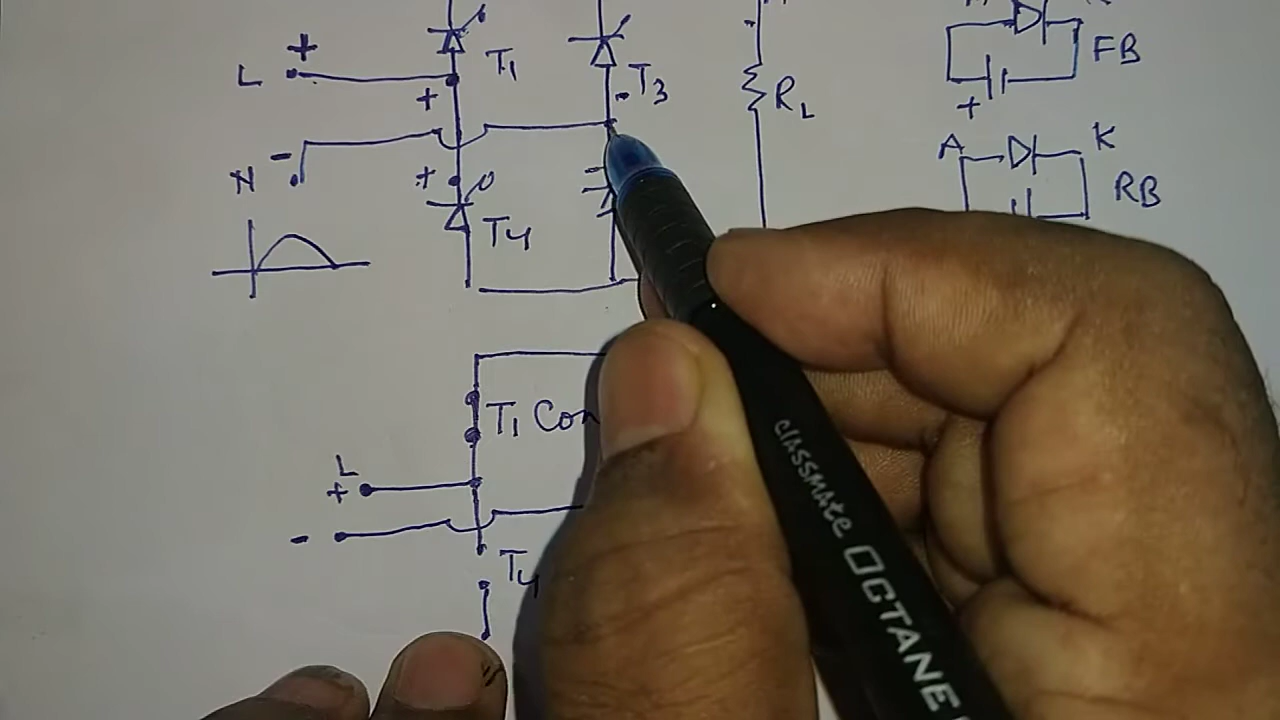 L +
T1
T3
+
-
RL
FB
+
N -
+
T4
A K
RB
T1 Con
L
+
-
T4
classmate OCTANE